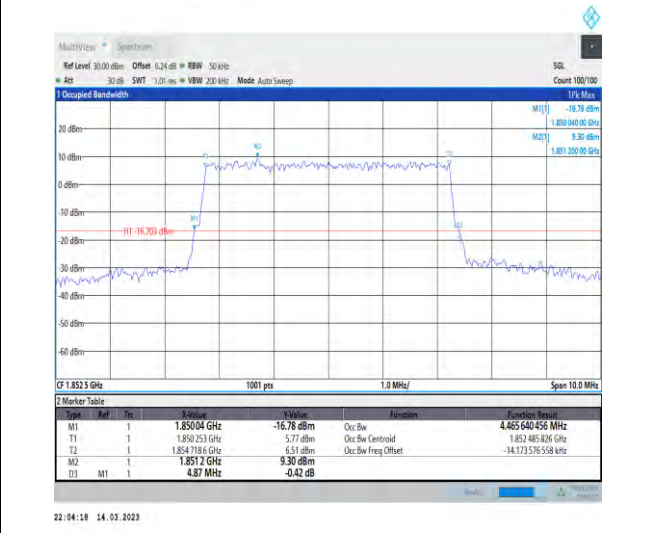 MultiView Spectrum
Ref Level 30.00 dBm Offset 6.24 dB RBW 50 kHz SGL
Att 30 dB SWT 1.01 ms VBW 200 kHz Mode Auto Sweep Count 100/100
1 Occupied Bandwidth 1Pk Max
M1[1] -16.78 dBm
1.850 040 00 GHz
M2[1] 9.30 dBm
1.851 200 00 GHz
20 dBm
M2
T1
T2
10 dBm
0 dBm
-10 dBm
M1
H1 -16.703 dBm
D3
-20 dBm
-30 dBm
-40 dBm
-50 dBm
-60 dBm
CF 1.852 5 GHz 1001 pts 1.0 MHz/ Span 10.0 MHz
2 Marker Table
Type Ref Trc X-Value Y-Value Function Function Result
M1 1 1.85004 GHz -16.78 dBm Occ Bw 4.465 640 456 MHz
T1 1 1.850 253 GHz 5.77 dBm Occ Bw Centroid 1.852 485 826 GHz
T2 1 1.854 718 6 GHz 6.51 dBm Occ Bw Freq Offset -14.173 576 558 kHz
M2 1 1.8512 GHz 9.30 dBm
D3 M1 1 4.87 MHz -0.42 dB
22:04:18 14.03.2023